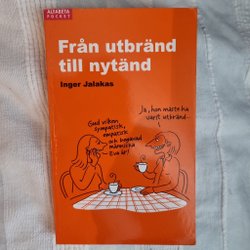 ALFABETA
POCKET
Från utbränd
till nytänd
Inger Jalakas
Gud vilken
sympatisk,
empatisk
och begåvad
människa
Eva är!
Ja, hon måste ha
varit utbränd.